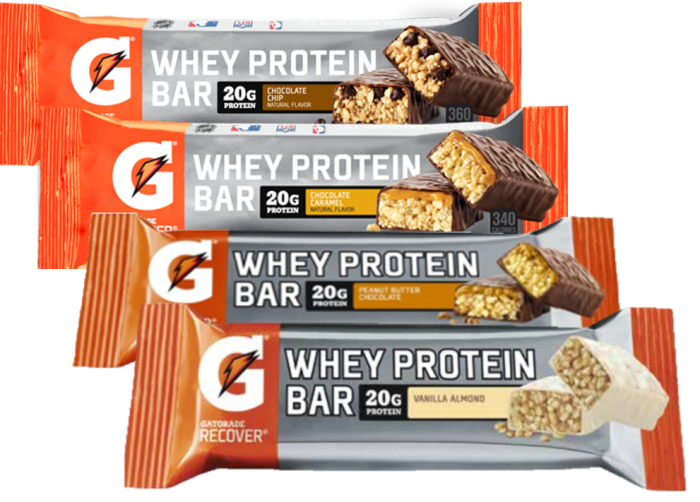 G
WHEY PROTEIN
BAR
20G
PROTEIN
CHOCOLATE
CHIP
NATURAL FLAVOR
360
G
WHEY PROTEIN
BAR
20G
PROTEIN
CHOCOLATE
CARAMEL
NATURAL FLAVOR
340
CALORIES
G
WHEY PROTEIN
BAR
20G
PROTEIN
PEANUT BUTTER
CHOCOLATE
G
GATORADE
RECOVER®
WHEY PROTEIN
BAR
20G
PROTEIN
VANILLA ALMOND